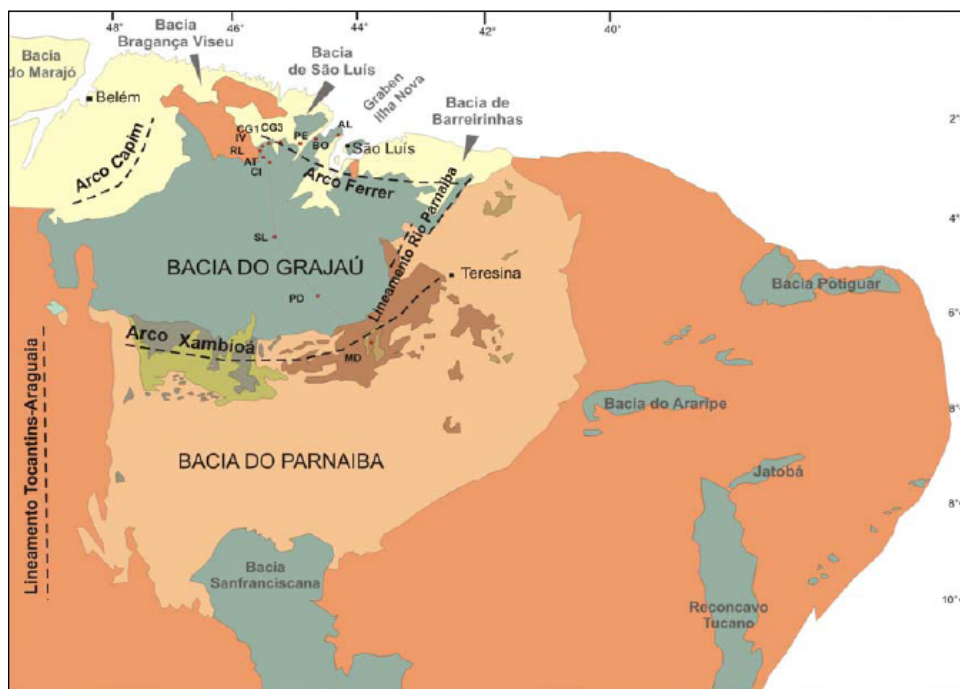 48°
46°
44°
42°
40°
Bacia
Bragança Viseu
Bacia
do Marajó
Bacia
de São Luís
Graben
Ilha Nova
Bacia de
Barreirinhas
Belém
2°
CG1
CG3
IV
PE
AL
BO
RL
São Luís
AT
CI
Arco Capim
Arco Ferrer
Lineamento Rio Parnaíba
4°
SL
BACIA DO GRAJAÚ
Teresina
Bacia Potiguar
PD
6°
Arco Xambioá
MD
Lineamento Tocantins-Araguaia
8°
Bacia do Araripe
BACIA DO PARNAIBA
Jatobá
8°
Bacia
Sanfranciscana
10°
Reconcavo
Tucano